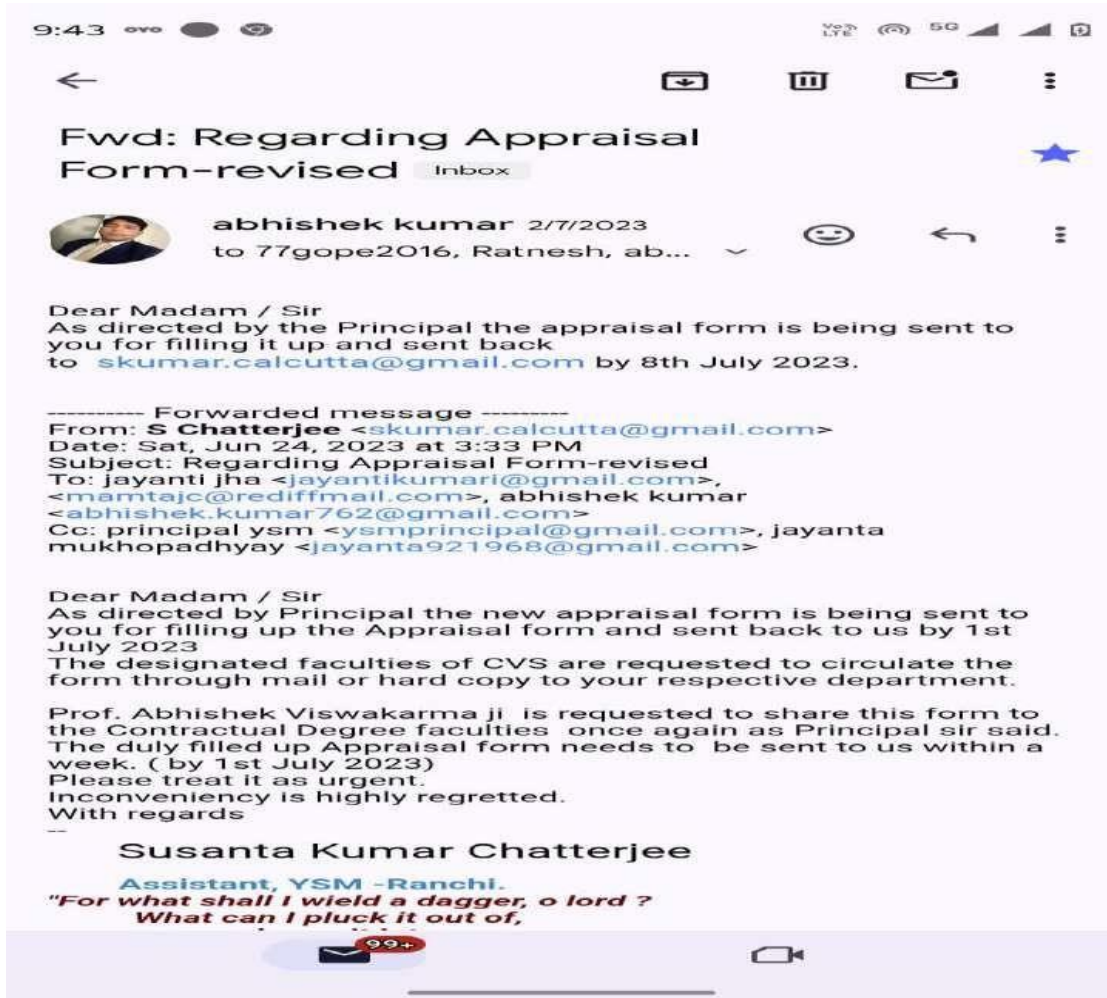 9:43 oyo
Vo)) LTE 5G
Fwd: Regarding Appraisal
Form-revised Inbox
abhishek kumar 2/7/2023
to 77gope2016, Ratnesh, ab...
Dear Madam / Sir
As directed by the Principal the appraisal form is being sent to
you for filling it up and sent back
to skumar.calcutta@gmail.com by 8th July 2023.
---------- Forwarded message ---------
From: S Chatterjee <skumar.calcutta@gmail.com>
Date: Sat, Jun 24, 2023 at 3:33 PM
Subject: Regarding Appraisal Form-revised
To: jayanti jha <jayantikumari@gmail.com>,
<mamtajc@rediffmail.com>, abhishek kumar
<abhishek.kumar762@gmail.com>
Cc: principal ysm <ysmprincipal@gmail.com>, jayanta
mukhopadhyay <jayanta921968@gmail.com>
Dear Madam / Sir
As directed by Principal the new appraisal form is being sent to
you for filling up the Appraisal form and sent back to us by 1st
July 2023
The designated faculties of CVS are requested to circulate the
form through mail or hard copy to your respective department.
Prof. Abhishek Viswakarma ji is requested to share this form to
the Contractual Degree faculties once again as Principal sir said.
The duly filled up Appraisal form needs to be sent to us within a
week. ( by 1st July 2023)
Please treat it as urgent.
Inconveniency is highly regretted.
With regards
--
Susanta Kumar Chatterjee
Assistant, YSM -Ranchi.
"For what shall I wield a dagger, o lord ?
What can I pluck it out of,
99+